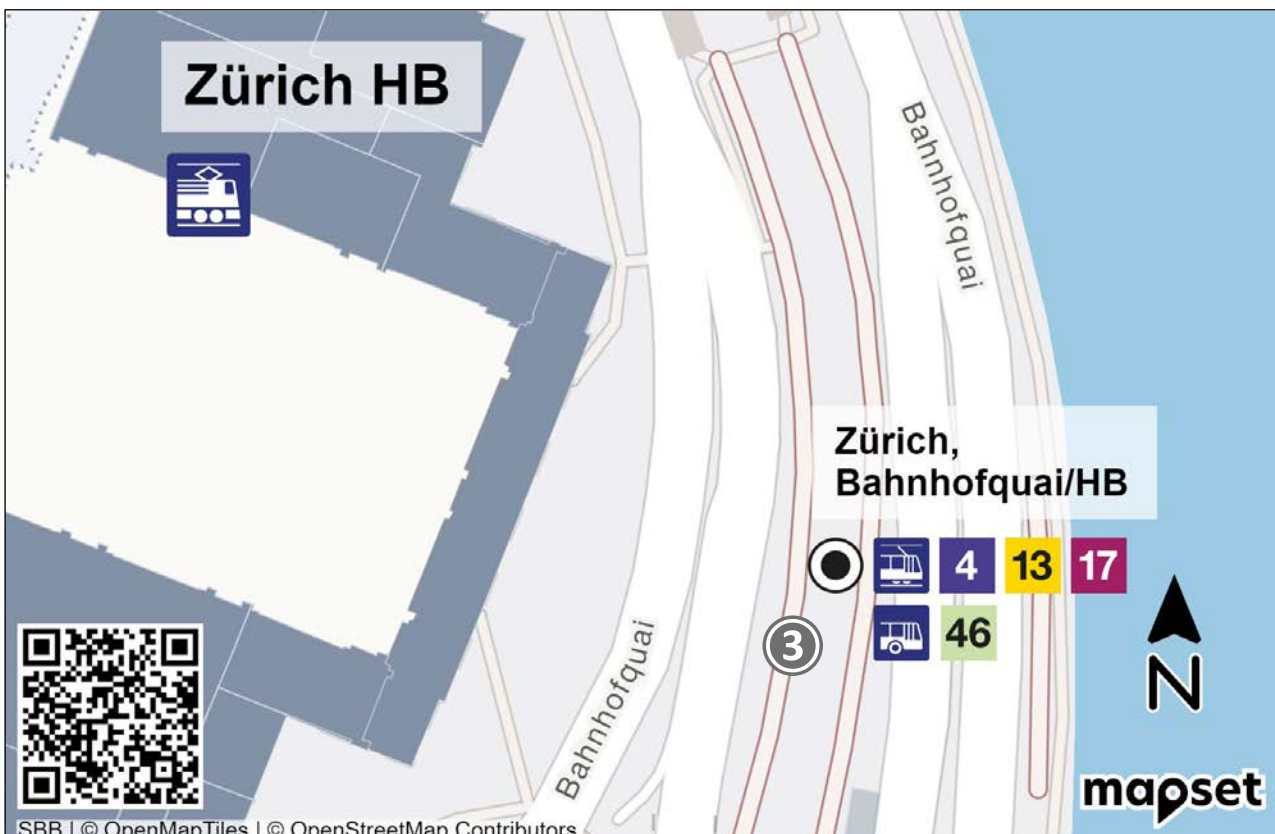 Zürich HB
Bahnhofquai
Zürich,
Bahnhofquai/HB
4 13 17
46
3
Bahnhofquai
N
mapset
SBB | © OpenMapTiles | © OpenStreetMap Contributors